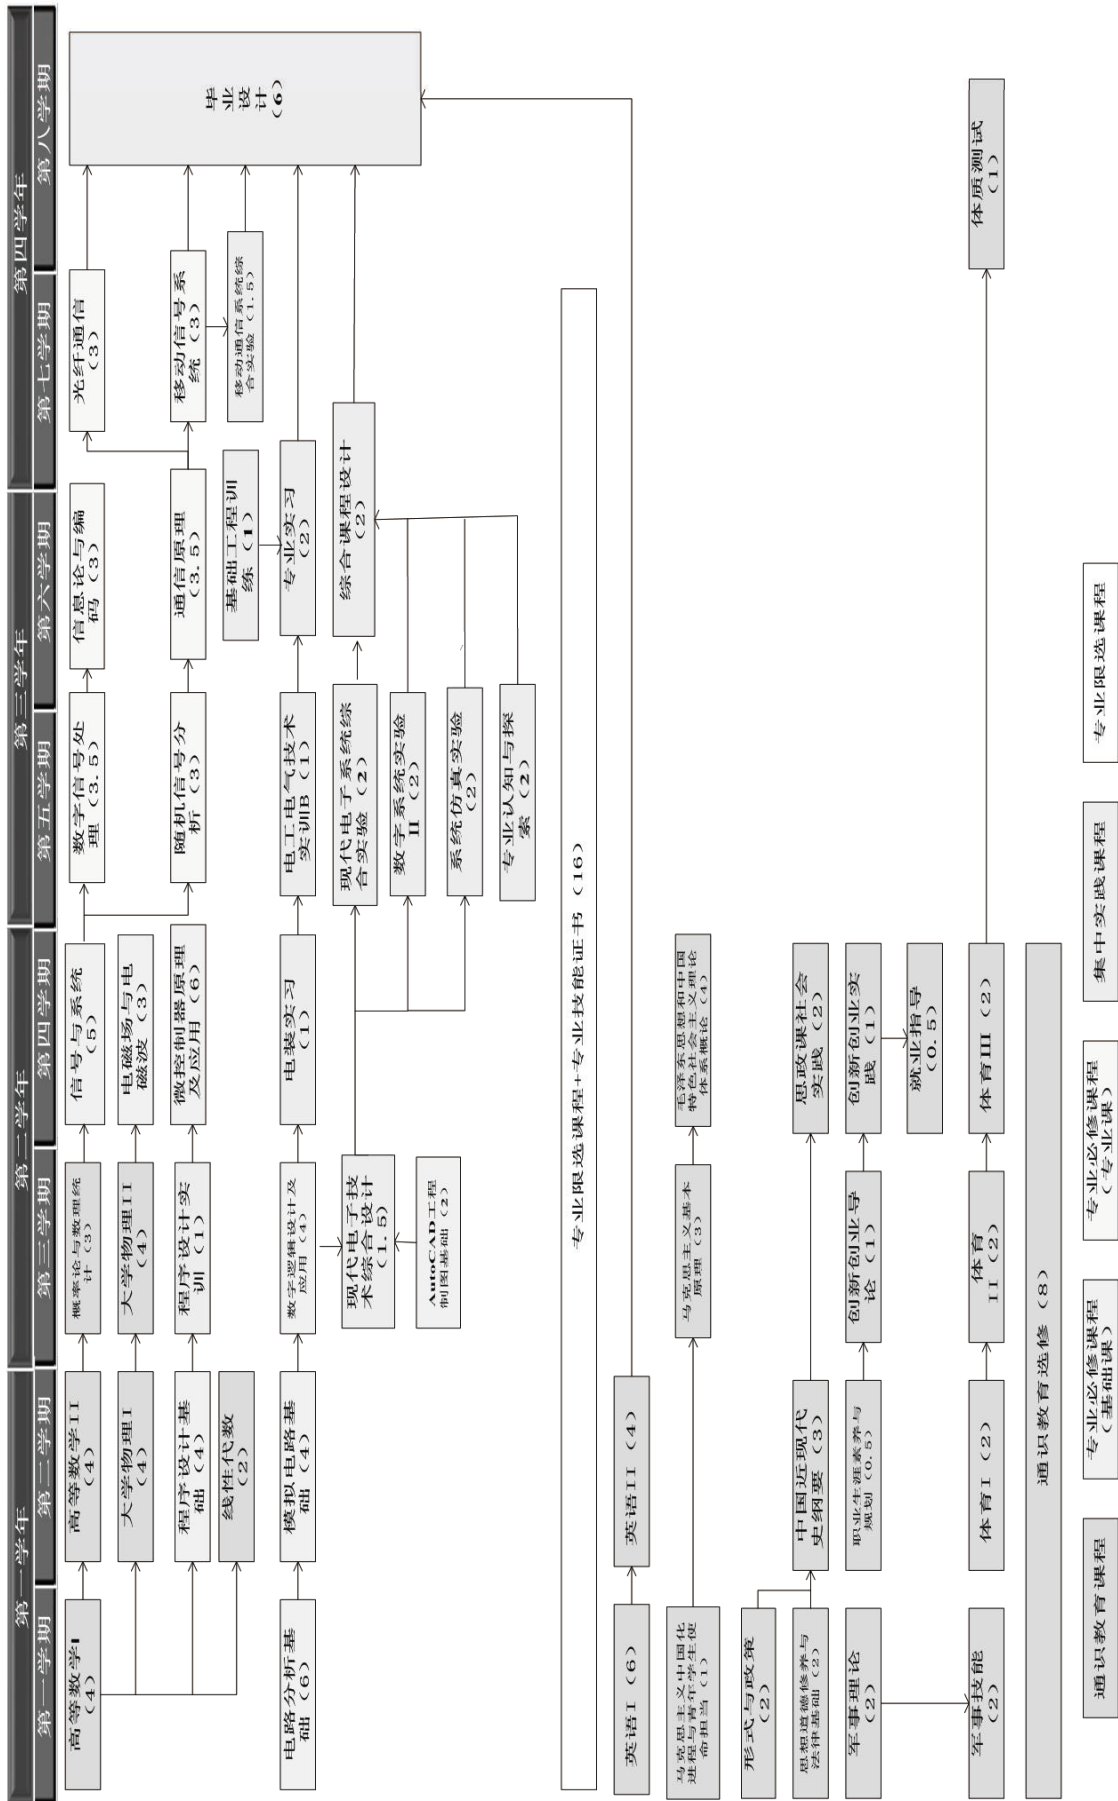 第一学年
第二学年
第三学年
第四学年
第一学期
第二学期
第三学期
第四学期
第五学期
第六学期
第七学期
第八学期
高等数学I
(4)
高等数学II
(4)
概率论与数理统
计(3)
信号与系统
(5)
数字信号处
理(3.5)
信息论与编
码(3)
光纤通信
(3)
毕
业
设
计
(6)
大学物理I
(4)
大学物理II
(4)
电磁场与电
磁波(3)
程序设计基
础(4)
程序设计实
训(1)
微控制器原理
及应用(6)
随机信号分
析(3)
通信原理
(3.5)
移动信号系
统(3)
线性代数
(2)
基础工程训
练(1)
移动通信系统综
合实验(1.5)
电路分析基
础(6)
模拟电路基
础(4)
数字逻辑设计及
应用(4)
电装实习
(1)
电工电气技术
实训B(1)
专业实习
(2)
现代电子技
术综合设计
(1.5)
现代电子系统综
合实验(2)
综合课程设计
(2)
AutoCAD工程
制图基础(2)
数字系统实验
II(2)
系统仿真实验
(2)
专业认知与探
索(2)
专业限选课程+专业技能证书(16)
英语I(6)
英语II(4)
马克思主义中国化
进程与青年学生使
命担当(1)
马克思主义基本
原理(3)
毛泽东思想和中国
特色社会主义理论
体系概论(4)
形式与政策
(2)
思想道德修养与
法律基础(2)
中国近现代
史纲要(3)
思政课社会
实践(2)
军事理论
(2)
职业生涯素养与
规划(0.5)
创新创业导
论(1)
创新创业实
践(1)
就业指导
(0.5)
军事技能
(2)
体育I(2)
体育
II(2)
体育III(2)
体质测试
(1)
通识教育选修(8)
通识教育课程
专业必修课程
(基础课)
专业必修课程
(专业课)
集中实践课程
专业限选课程